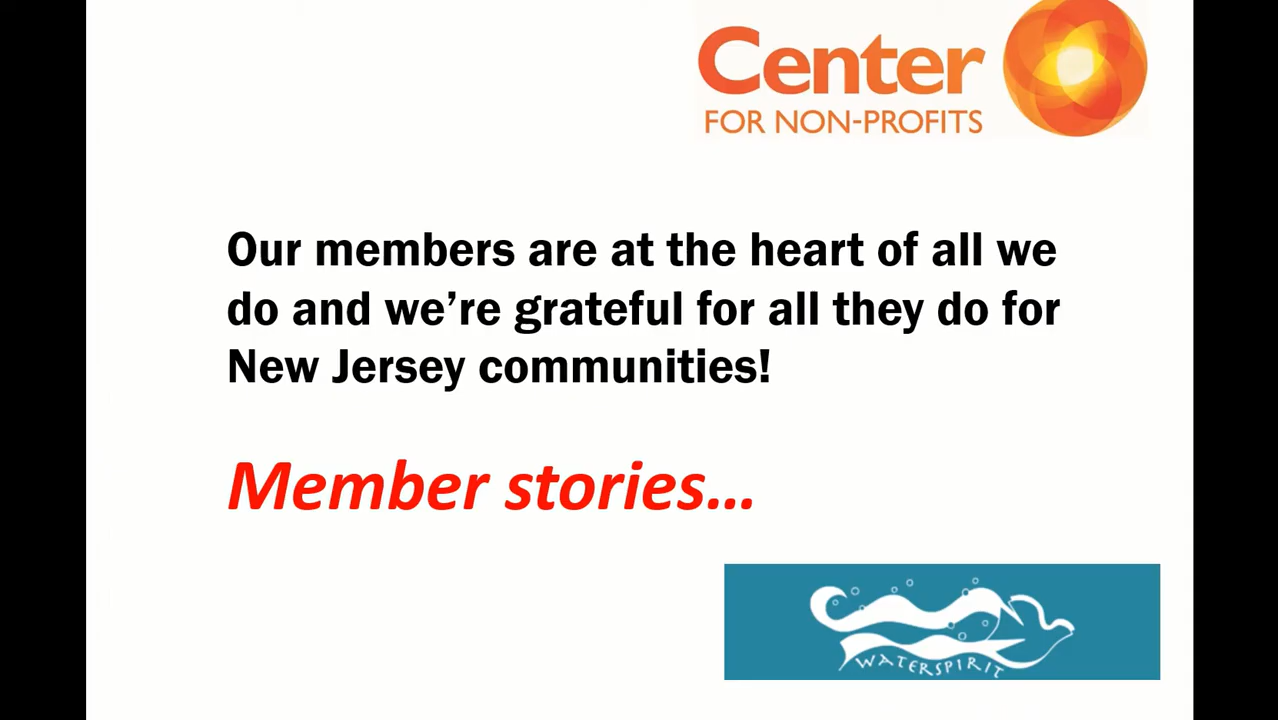 Center
FOR NON-PROFITS
Our members are at the heart of all we
do and we’re grateful for all they do for
New Jersey communities!
Member stories...
WATERSPIRIT